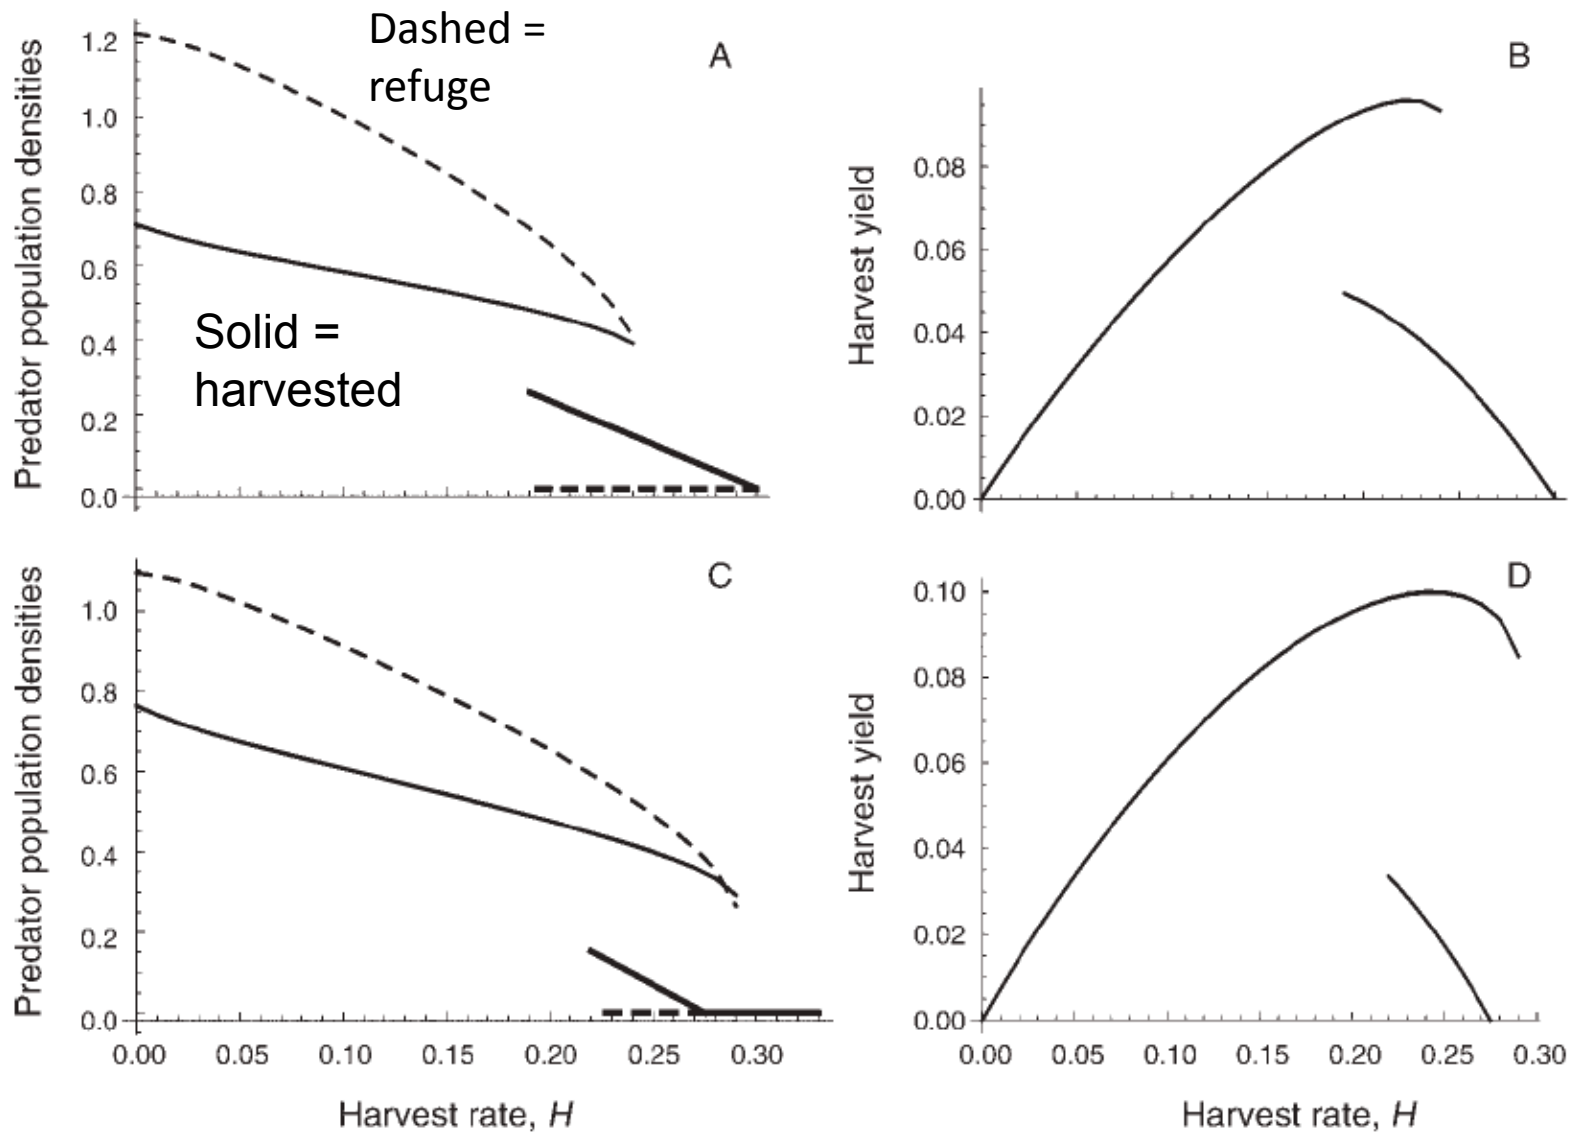 Dashed =
refuge
A
Predator population densities
1.2
1.0
0.8
0.6
0.4
0.2
0.0
Solid =
harvested
B
Harvest yield
0.08
0.06
0.04
0.02
0.00
C
Predator population densities
1.0
0.8
0.6
0.4
0.2
0.0
0.00 0.05 0.10 0.15 0.20 0.25 0.30
Harvest rate, H
D
Harvest yield
0.10
0.08
0.06
0.04
0.02
0.00
0.00 0.05 0.10 0.15 0.20 0.25 0.30
Harvest rate, H